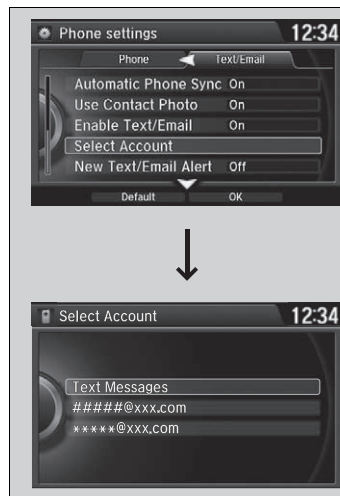 Phone settings 12:34
Phone Text/Email
Automatic Phone Sync On
Use Contact Photo On
Enable Text/Email On
Select Account
New Text/Email Alert Off
Default OK
Select Account 12:34
Text Messages
#####@xxx.com
*****@xxx.com